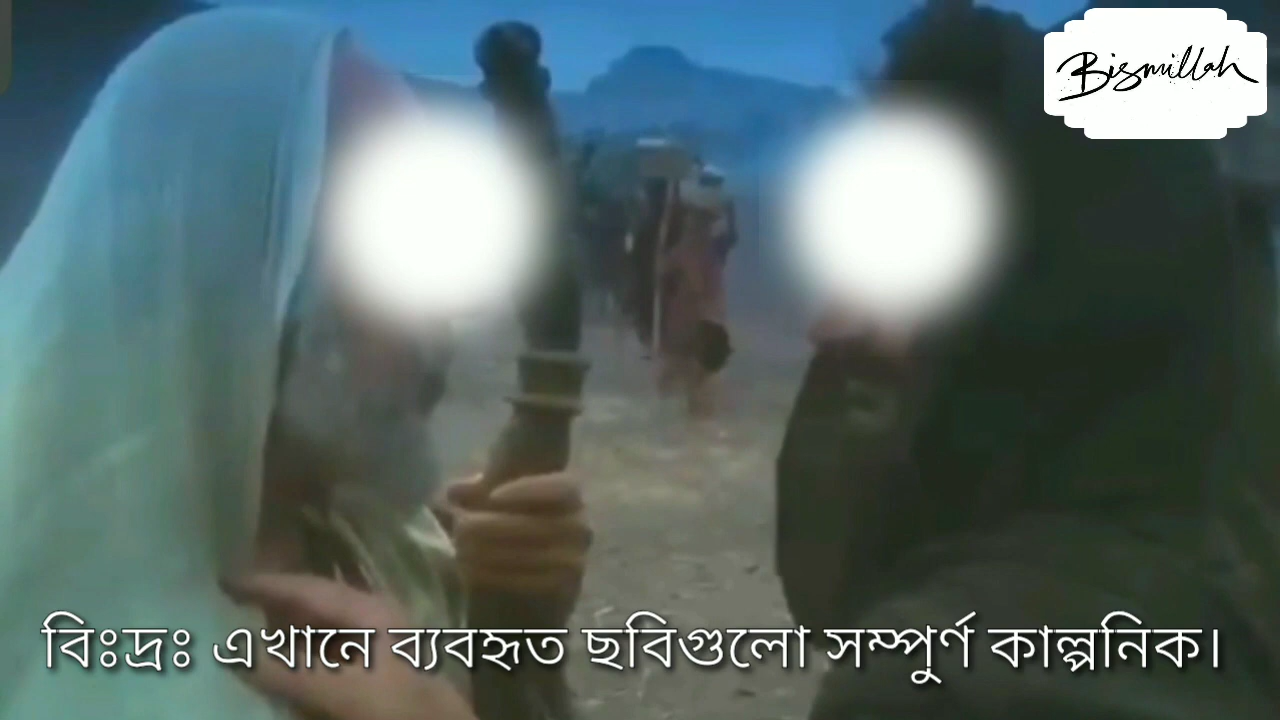 Bismillah
বিঃদ্রঃ এখানে ব্যবহৃত ছবিগুলো সম্পুর্ণ কাল্পনিক।